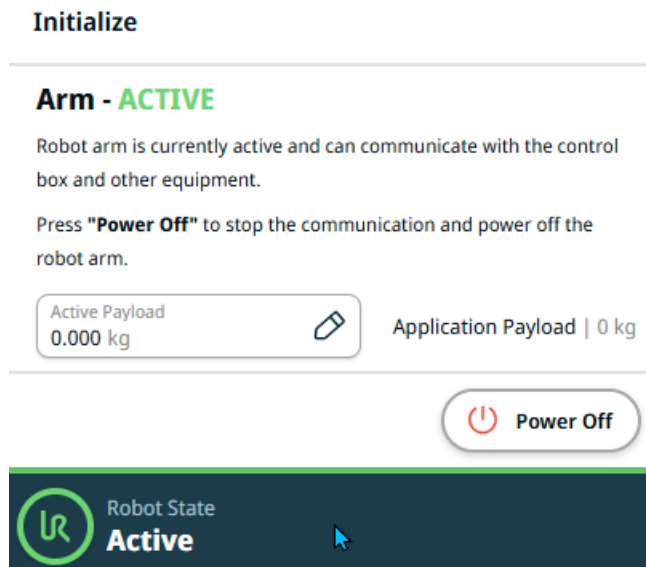 Initialize
Arm - ACTIVE
Robot arm is currently active and can communicate with the control
box and other equipment.
Press "Power Off" to stop the communication and power off the
robot arm.
Active Payload
0.000 kg
Application Payload | 0 kg
Power Off
UR
Robot State
Active